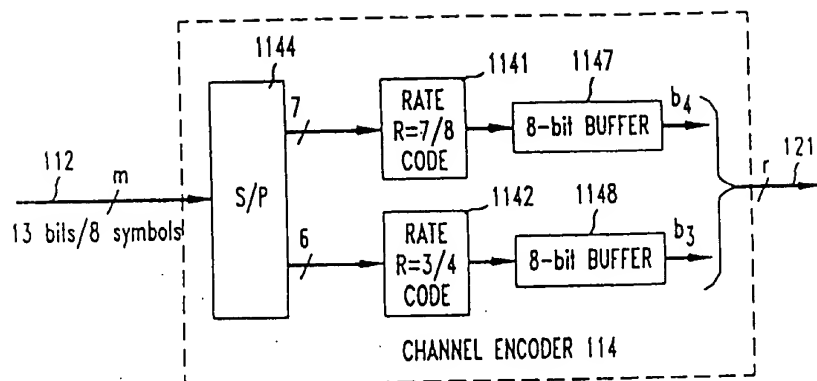 1144
1141
1147
7
RATE
R=7/8
CODE
8-bit BUFFER
b4
112
m
S/P
r
121
13 bits/8 symbols
1142
1148
6
RATE
R=3/4
CODE
8-bit BUFFER
b3
CHANNEL ENCODER 114